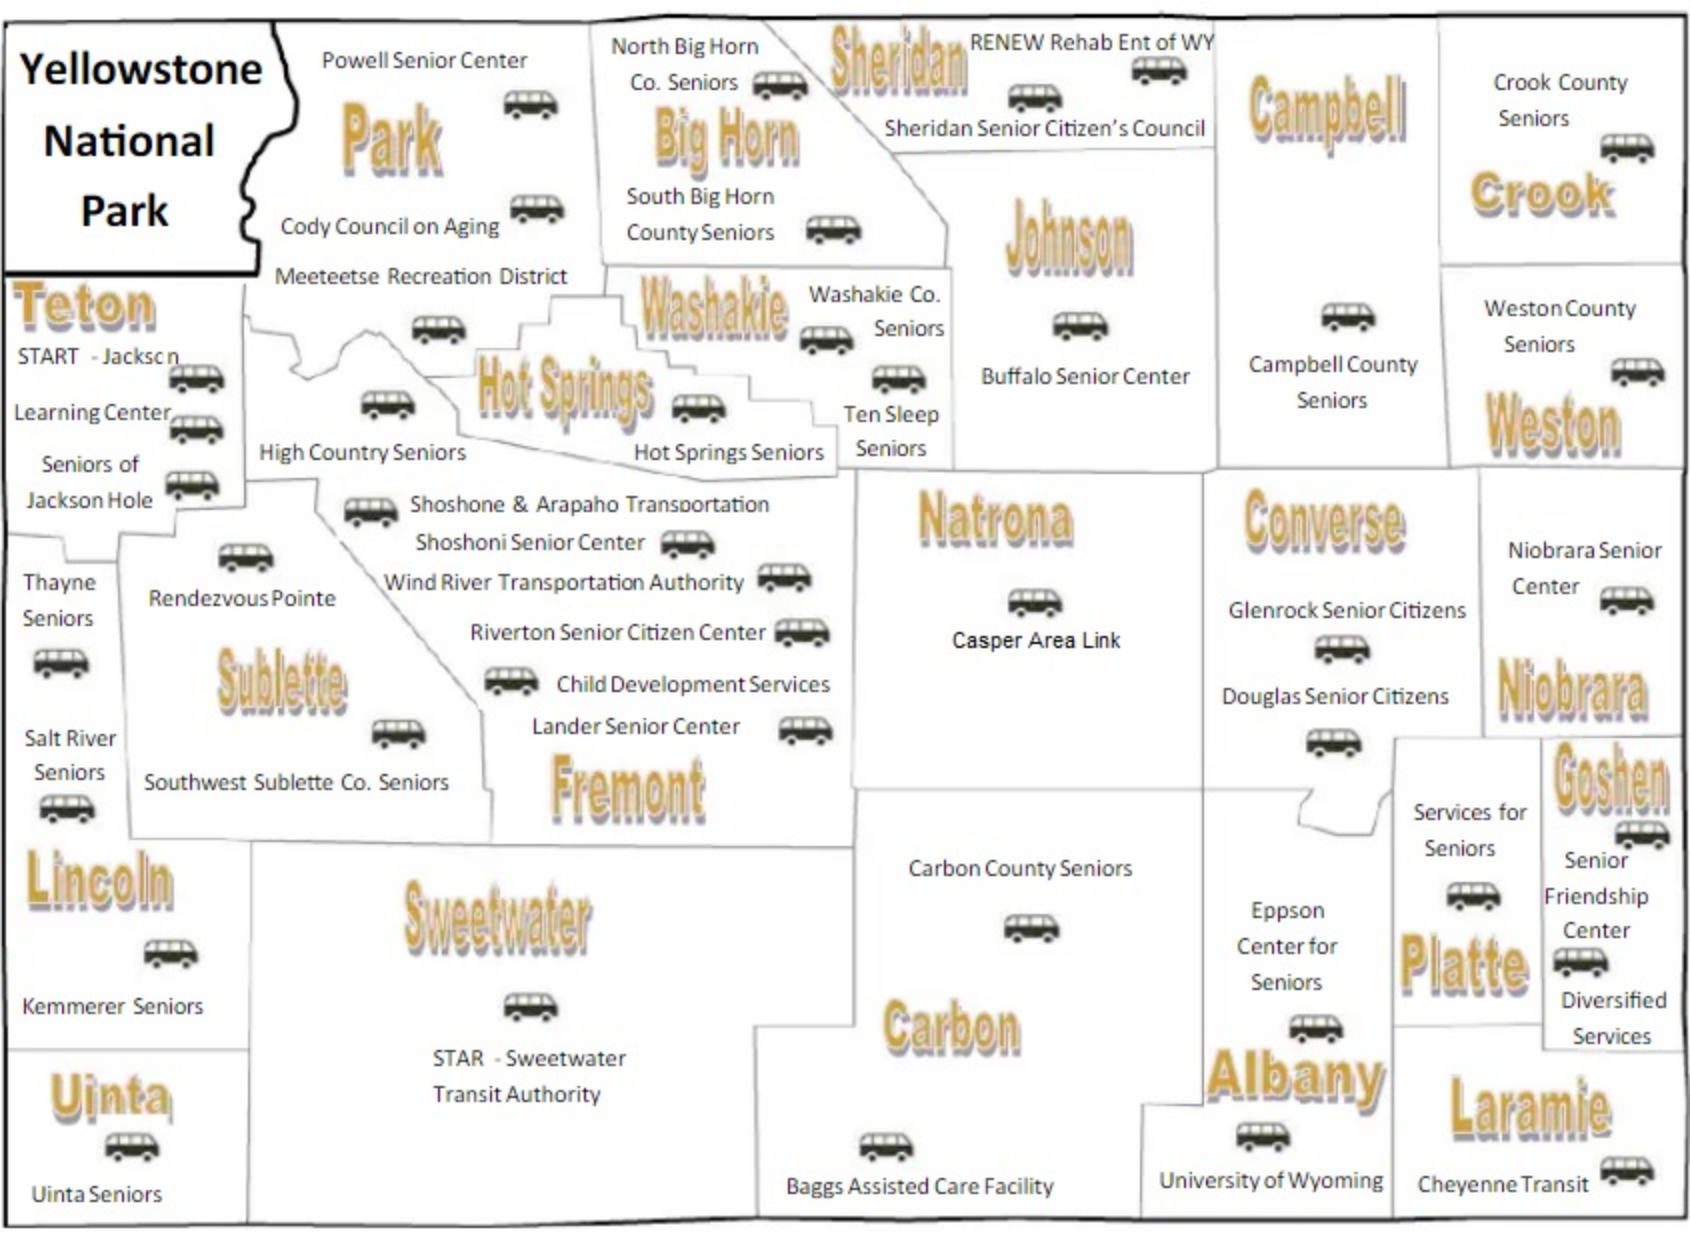 Yellowstone
National
Park
Powell Senior Center
Park
Cody Council on Aging
Meeteetse Recreation District
North Big Horn
Co. Seniors
Big Horn
South Big Horn
County Seniors
Sheridan
RENEW Rehab Ent of WY
Sheridan Senior Citizen's Council
Campbell
Campbell County
Seniors
Crook County
Seniors
Crook
Johnson
Buffalo Senior Center
Washakie
Washakie Co.
Seniors
Ten Sleep
Seniors
Weston County
Seniors
Weston
Teton
START - Jackson
Learning Center
Seniors of
Jackson Hole
Hot Springs
Hot Springs Seniors
High Country Seniors
Shoshone & Arapaho Transportation
Shoshoni Senior Center
Wind River Transportation Authority
Riverton Senior Citizen Center
Child Development Services
Lander Senior Center
Fremont
Natrona
Casper Area Link
Converse
Glenrock Senior Citizens
Douglas Senior Citizens
Niobrara Senior
Center
Niobrara
Thayne
Seniors
Salt River
Seniors
Lincoln
Kemmerer Seniors
Rendezvous Pointe
Sublette
Southwest Sublette Co. Seniors
Sweetwater
STAR - Sweetwater
Transit Authority
Carbon County Seniors
Carbon
Baggs Assisted Care Facility
Eppson
Center for
Seniors
Albany
University of Wyoming
Services for
Seniors
Platte
Goshen
Senior
Friendship
Center
Diversified
Services
Laramie
Cheyenne Transit
Uinta
Uinta Seniors